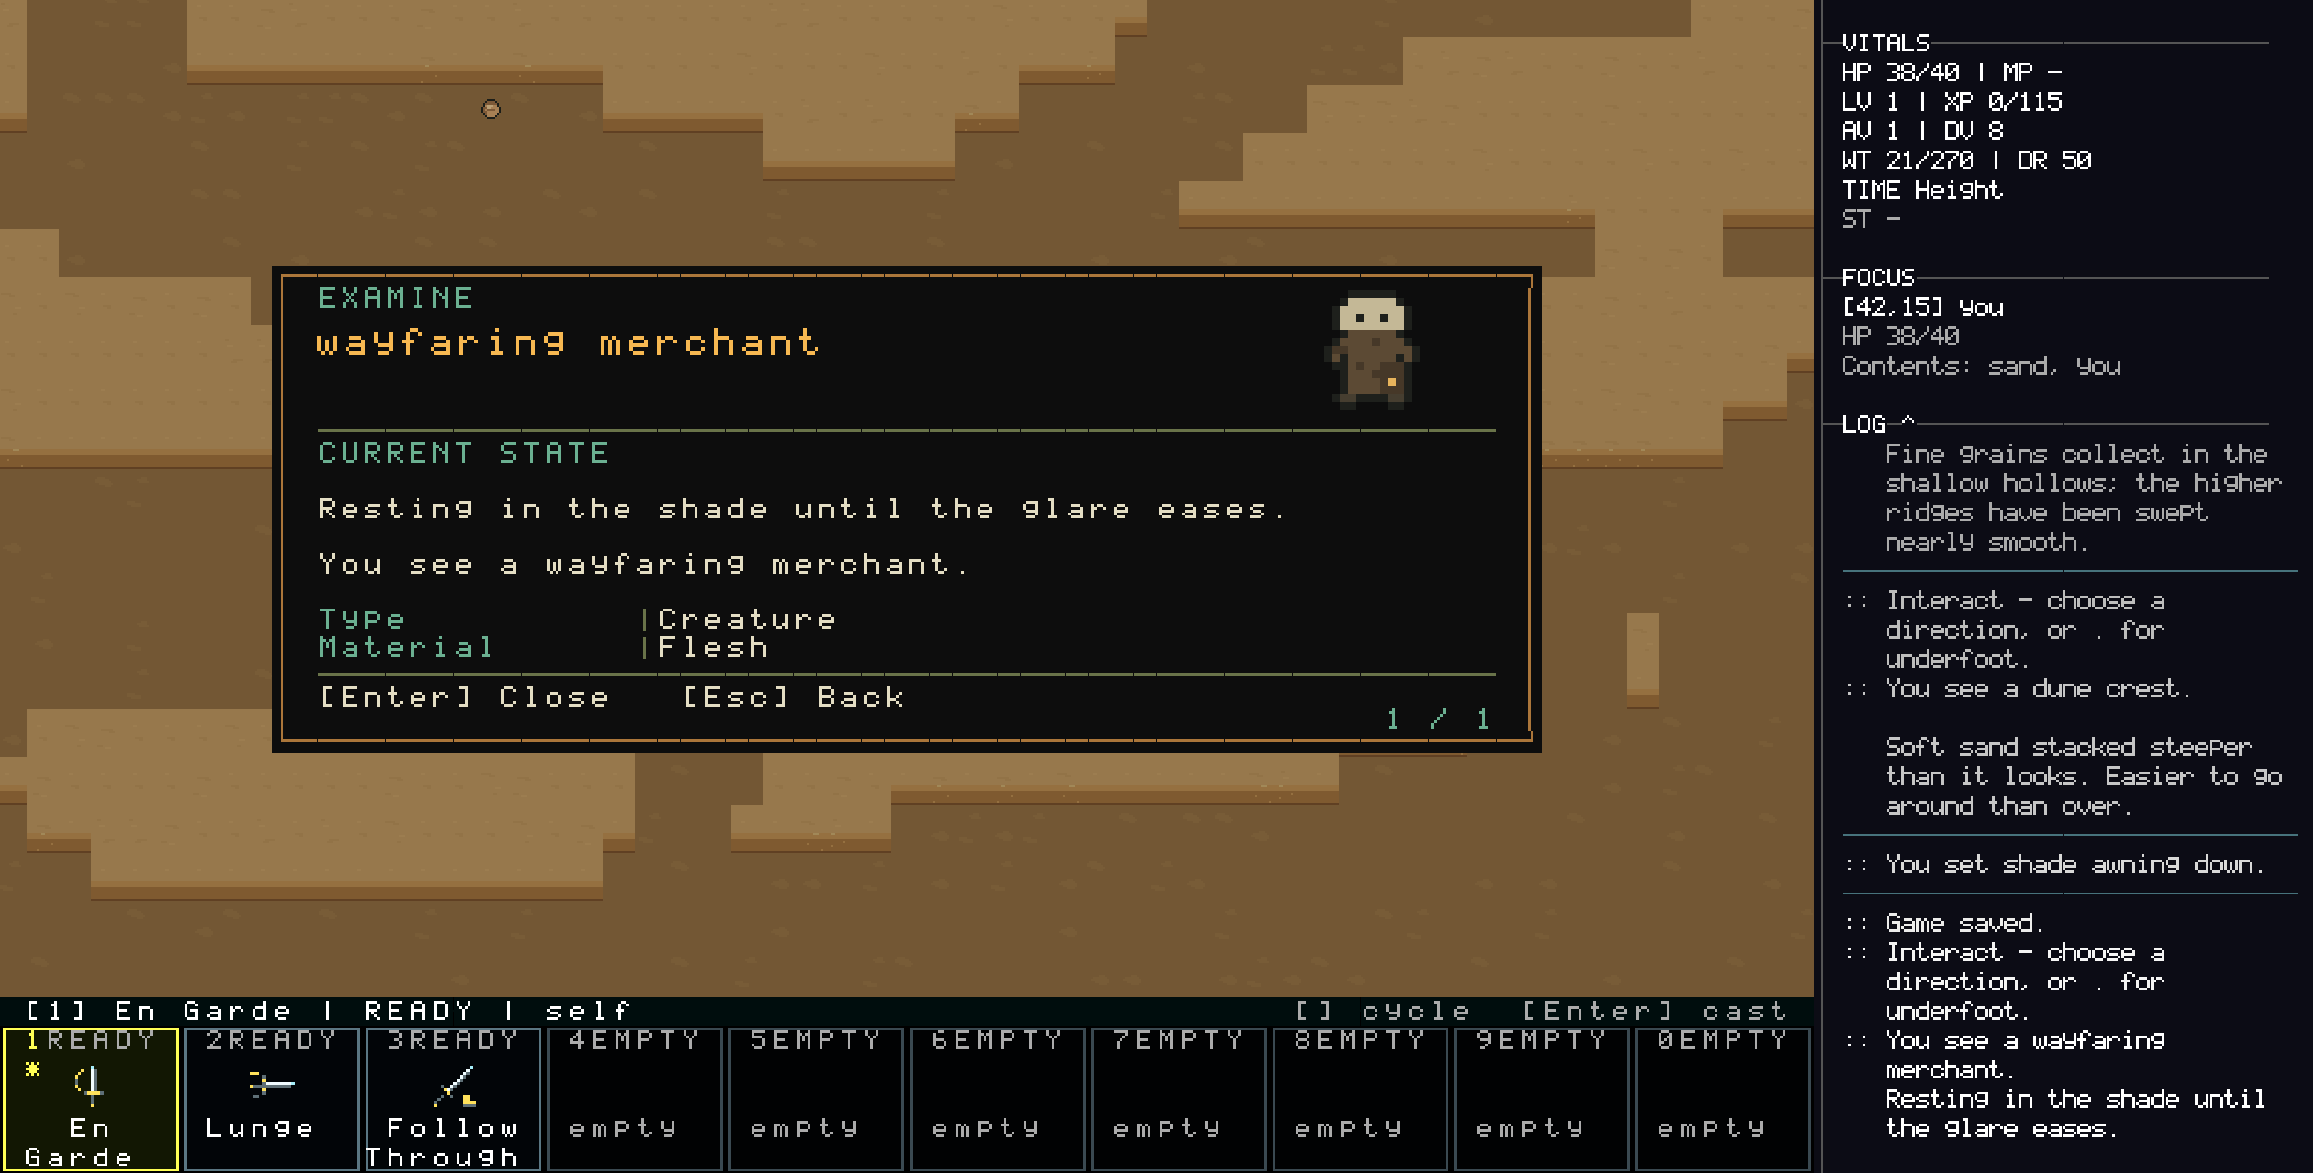 EXAMINE
wayfaring merchant
CURRENT STATE
Resting in the shade until the glare eases.
You see a wayfaring merchant.
Type | Creature
Material | Flesh
[Enter] Close [Esc] Back
1 / 1
[1] En Garde | READY | self
[] cycle [Enter] cast
1READY
En
Garde
2READY
Lunge
3READY
Follow
Through
4EMPTY
empty
5EMPTY
empty
6EMPTY
empty
7EMPTY
empty
8EMPTY
empty
9EMPTY
empty
0EMPTY
empty
VITALS
HP 38/40 | MP -
LV 1 | XP 0/115
AV 1 | DV 8
WT 21/270 | DR 50
TIME Height
ST -
FOCUS
[42,15] You
HP 38/40
Contents: sand, You
LOG ^
Fine grains collect in the
shallow hollows; the higher
ridges have been swept
nearly smooth.
:: Interact - choose a
direction, or . for
underfoot.
:: You see a dune crest.
Soft sand stacked steeper
than it looks. Easier to go
around than over.
:: You set shade awning down.
:: Game saved.
:: Interact - choose a
direction, or . for
underfoot.
:: You see a wayfaring
merchant.
Resting in the shade until
the glare eases.